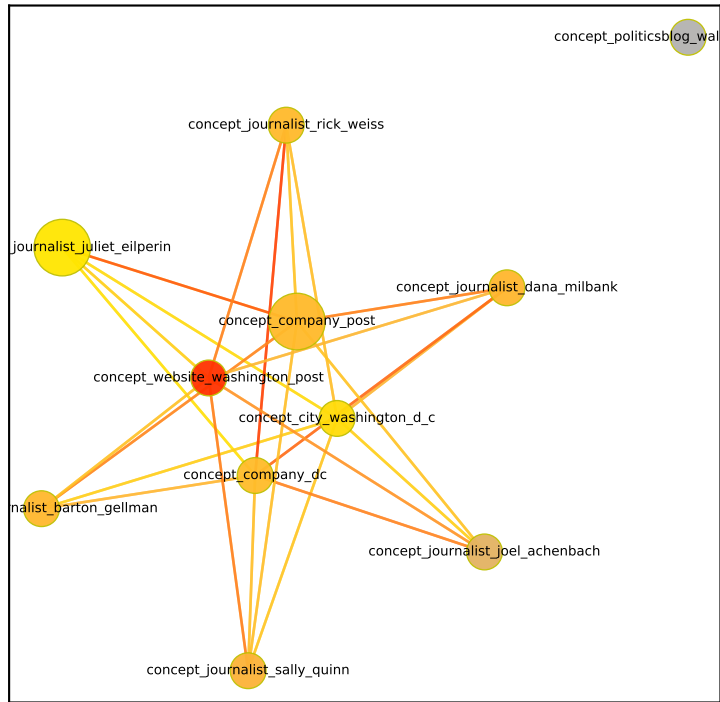 concept_politicsblog_wal
concept_journalist_rick_weiss
journalist_juliet_eilperin
concept_journalist_dana_milbank
concept_company_post
concept_website_washington_post
concept_city_washington_d_c
concept_company_dc
nalist_barton_gellman
concept_journalist_joel_achenbach
concept_journalist_sally_quinn